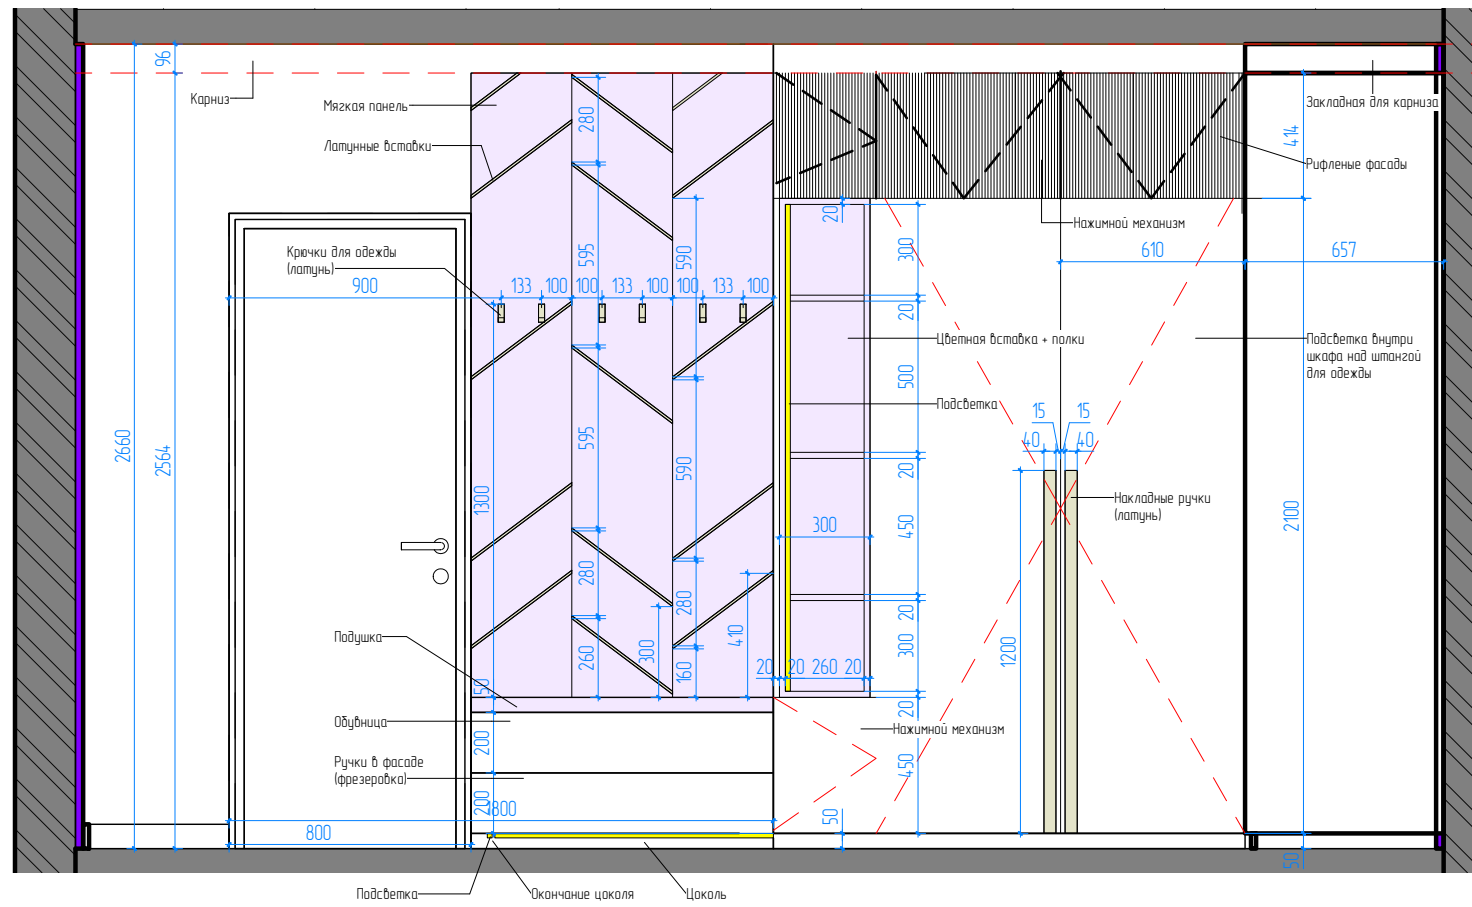 96
Карниз
Мягкая панель
Закладная для карниза
280
414
Латунные вставки
Рифленые фасады
20
Нажимной механизм
300
595
590
610
657
Крючки для одежды
(латунь)
900
133
100
100
133
100
100
133
100
20
Цветная вставка + полки
Подсветка внутри
шкафа над штангой
для одежды
500
Подсветка
15
15
40
40
2660
2564
595
590
20
1300
Накладные ручки
(латунь)
300
450
2100
280
280
20
Подушка
410
300
260
160
300
1200
20
20
260
20
50
20
Обувница
Нажимной механизм
200
Ручки в фасаде
(фрезеровка)
450
200
1800
50
800
50
Подсветка
Окончание цоколя
Цоколь